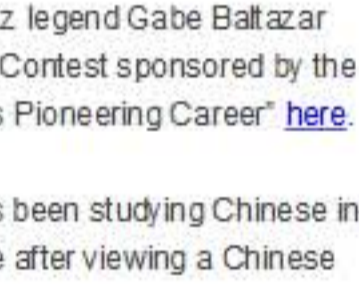 z legend Gabe Baltazar
Contest sponsored by the
s Pioneering Career" here.
s been studying Chinese in
e after viewing a Chinese